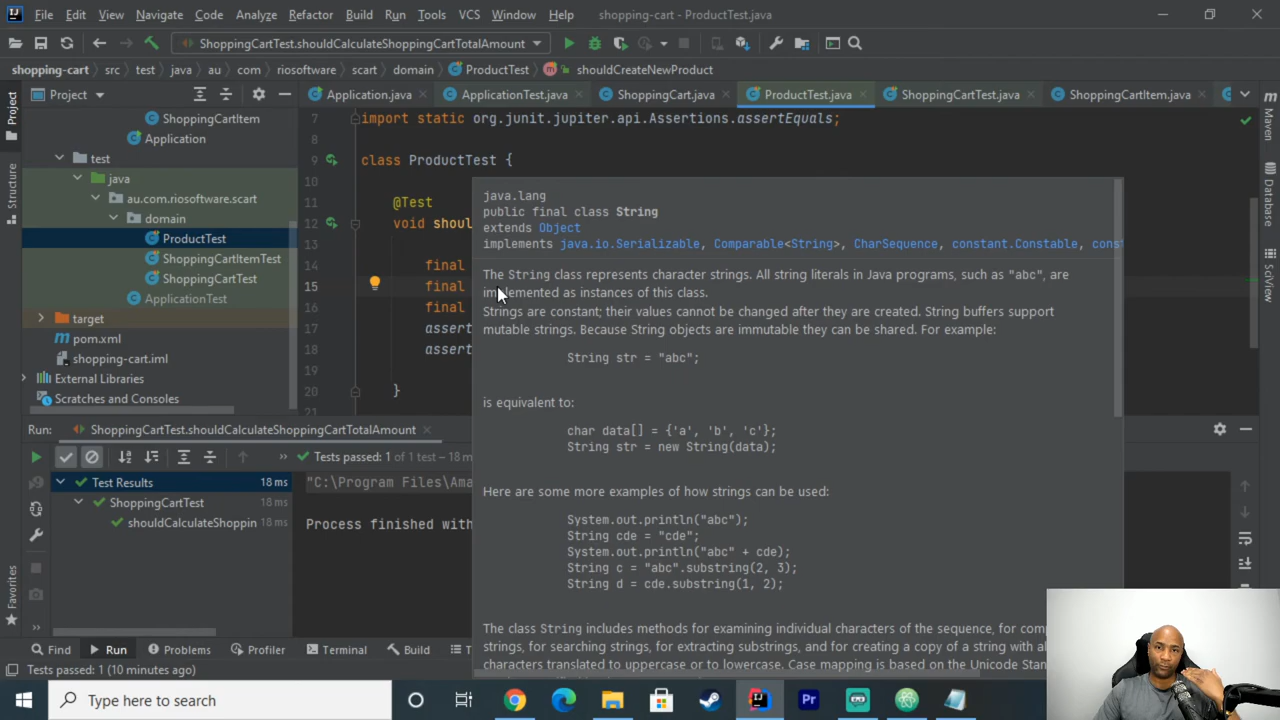 File Edit View Navigate Code Analyze Refactor Build Run Tools VCS Window Help shopping-cart - ProductTest.java
ShoppingCartTest.shouldCalculateShoppingCartTotalAmount
shopping-cart src test java au com riosoftware scart domain ProductTest shouldCreateNewProduct
Project
Application.java ApplicationTest.java ShoppingCart.java ProductTest.java ShoppingCartTest.java ShoppingCartItem.java
Project
Structure
Favorites
Maven
Database
SciView
ShoppingCartItem
Application
test
java
au.com.riosoftware.scart
domain
ProductTest
ShoppingCartItemTest
ShoppingCartTest
ApplicationTest
target
pom.xml
shopping-cart.iml
External Libraries
Scratches and Consoles
7 import static org.junit.jupiter.api.Assertions.assertEquals;
8
9 class ProductTest {
10
11 @Test
12 void shoul
13
14 final
15 final
16 final
17 assert
18 assert
19
20 }
21
java.lang
public final class String
extends Object
implements java.io.Serializable, Comparable<String>, CharSequence, constant.Constable, cons
The String class represents character strings. All string literals in Java programs, such as "abc", are
implemented as instances of this class.
Strings are constant; their values cannot be changed after they are created. String buffers support
mutable strings. Because String objects are immutable they can be shared. For example:
String str = "abc";
is equivalent to:
char data[] = {'a', 'b', 'c'};
String str = new String(data);
Here are some more examples of how strings can be used:
System.out.println("abc");
String cde = "cde";
System.out.println("abc" + cde);
String c = "abc".substring(2, 3);
String d = cde.substring(1, 2);
The class String includes methods for examining individual characters of the sequence, for comp
strings, for searching strings, for extracting substrings, and for creating a copy of a string with al
characters translated to uppercase or to lowercase. Case mapping is based on the Unicode Stan
Run: ShoppingCartTest.shouldCalculateShoppingCartTotalAmount
Tests passed: 1 of 1 test – 18 m
Test Results 18 ms
ShoppingCartTest 18 ms
shouldCalculateShoppin 18 ms
"C:\Program Files\Ama
Process finished with
Find Run Problems Profiler Terminal Build T
Tests passed: 1 (10 minutes ago)
Type here to search
Pr